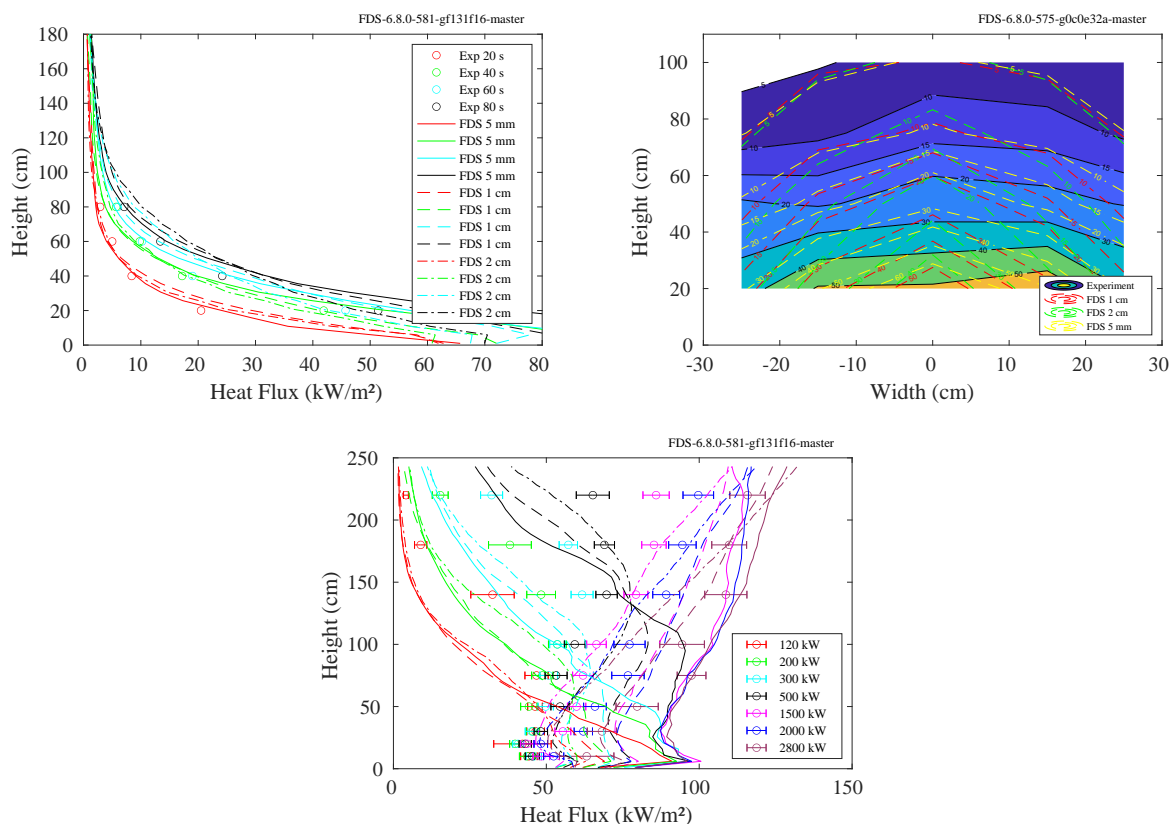 FDS-6.8.0-581-gf131f16-master
180
160
140
120
100
80
60
40
20
0
Height (cm)
0 10 20 30 40 50 60 70 80
Heat Flux (kW/m²)
Exp 20 s
Exp 40 s
Exp 60 s
Exp 80 s
FDS 5 mm
FDS 5 mm
FDS 5 mm
FDS 5 mm
FDS 1 cm
FDS 1 cm
FDS 1 cm
FDS 1 cm
FDS 2 cm
FDS 2 cm
FDS 2 cm
FDS 2 cm
FDS-6.8.0-575-g0c0e32a-master
100
80
60
40
20
0
Height (cm)
-30 -20 -10 0 10 20 30
Width (cm)
Experiment
FDS 1 cm
FDS 2 cm
FDS 5 mm
FDS-6.8.0-581-gf131f16-master
250
200
150
100
50
0
Height (cm)
0 50 100 150
Heat Flux (kW/m²)
120 kW
200 kW
300 kW
500 kW
1500 kW
2000 kW
2800 kW